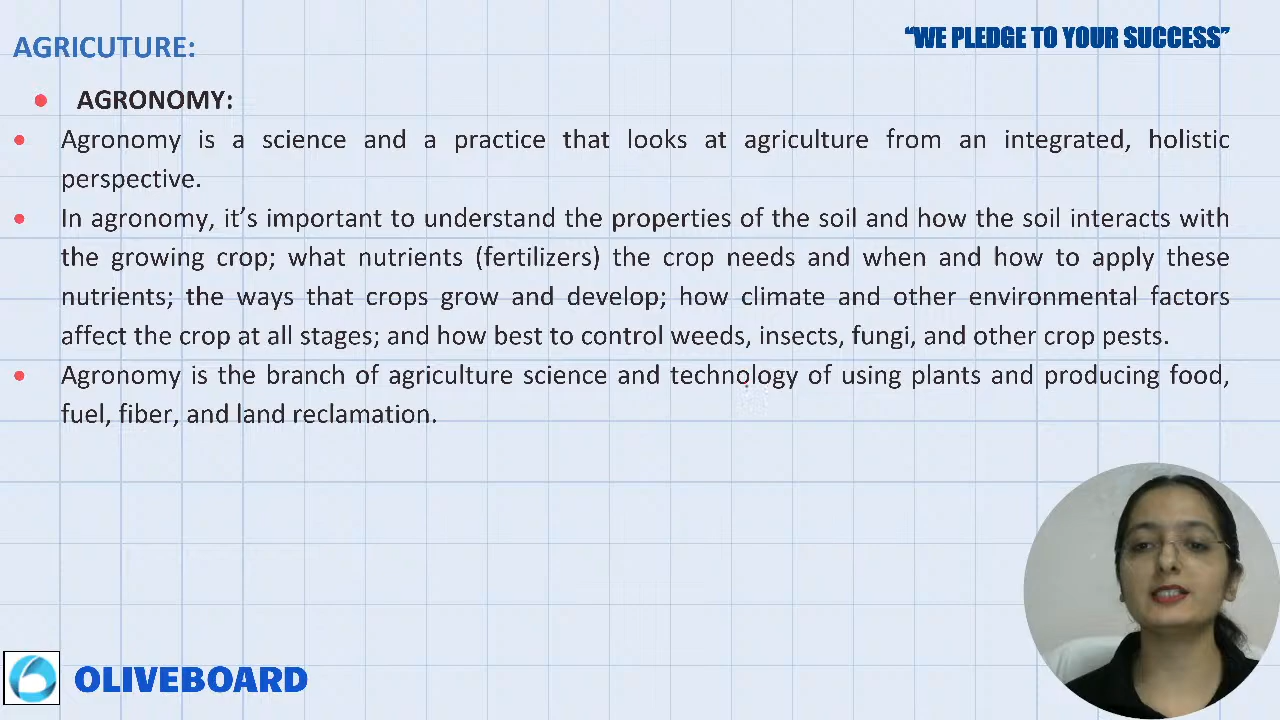 AGRICUTURE:
“WE PLEDGE TO YOUR SUCCESS”
AGRONOMY:
Agronomy is a science and a practice that looks at agriculture from an integrated, holistic
perspective.
In agronomy, it’s important to understand the properties of the soil and how the soil interacts with
the growing crop; what nutrients (fertilizers) the crop needs and when and how to apply these
nutrients; the ways that crops grow and develop; how climate and other environmental factors
affect the crop at all stages; and how best to control weeds, insects, fungi, and other crop pests.
Agronomy is the branch of agriculture science and technology of using plants and producing food,
fuel, fiber, and land reclamation.
OLIVEBOARD